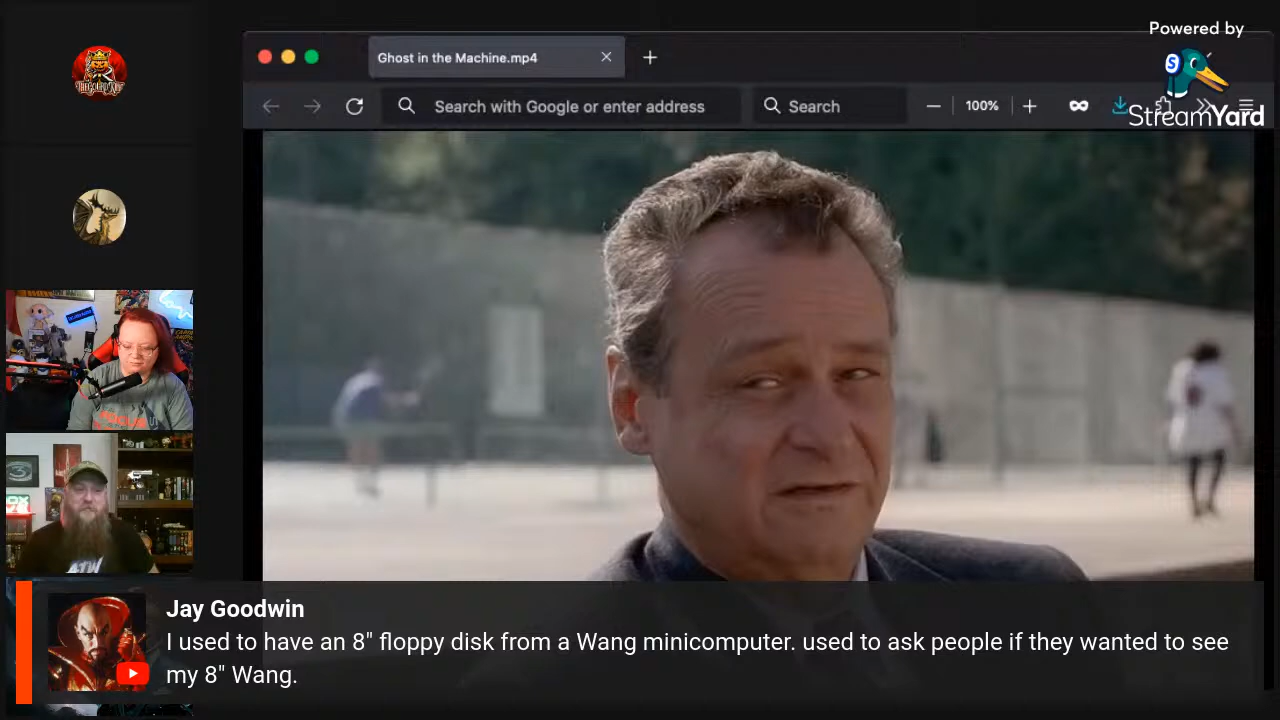 Powered by
StreamYard
Ghost in the Machine.mp4
Search with Google or enter address
Search
100%
Jay Goodwin
I used to have an 8" floppy disk from a Wang minicomputer. used to ask people if they wanted to see
my 8" Wang.